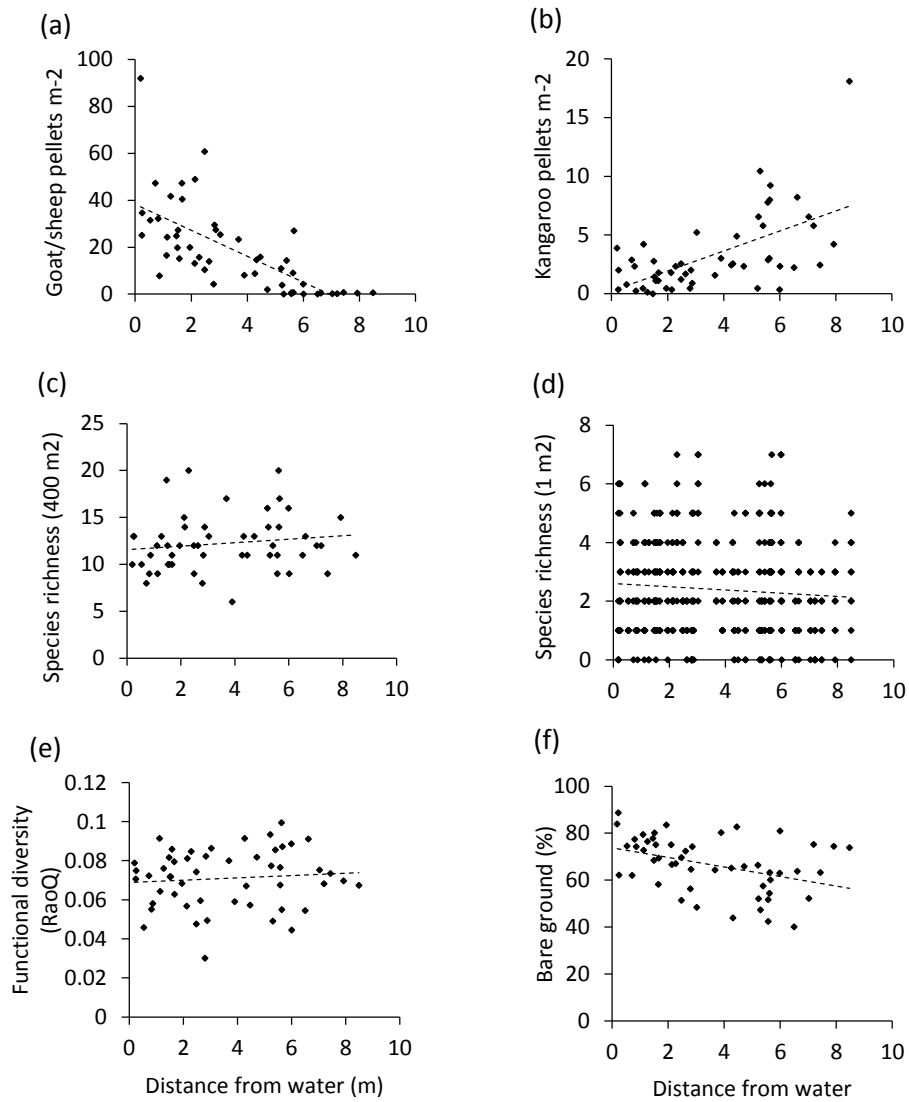 (a)
Goat/sheep pellets m-2
100
80
60
40
20
0
0 2 4 6 8 10
(b)
Kangaroo pellets m-2
20
15
10
5
0
0 2 4 6 8 10
(c)
Species richness (400 m2)
25
20
15
10
5
0
0 2 4 6 8 10
(d)
Species richness (1 m2)
8
7
6
5
4
3
2
1
0
0 2 4 6 8 10
(e)
Functional diversity
(RaoQ)
0.12
0.1
0.08
0.06
0.04
0.02
0
0 2 4 6 8 10
Distance from water (m)
(f)
Bare ground (%)
100
80
60
40
20
0
0 2 4 6 8 10
Distance from water